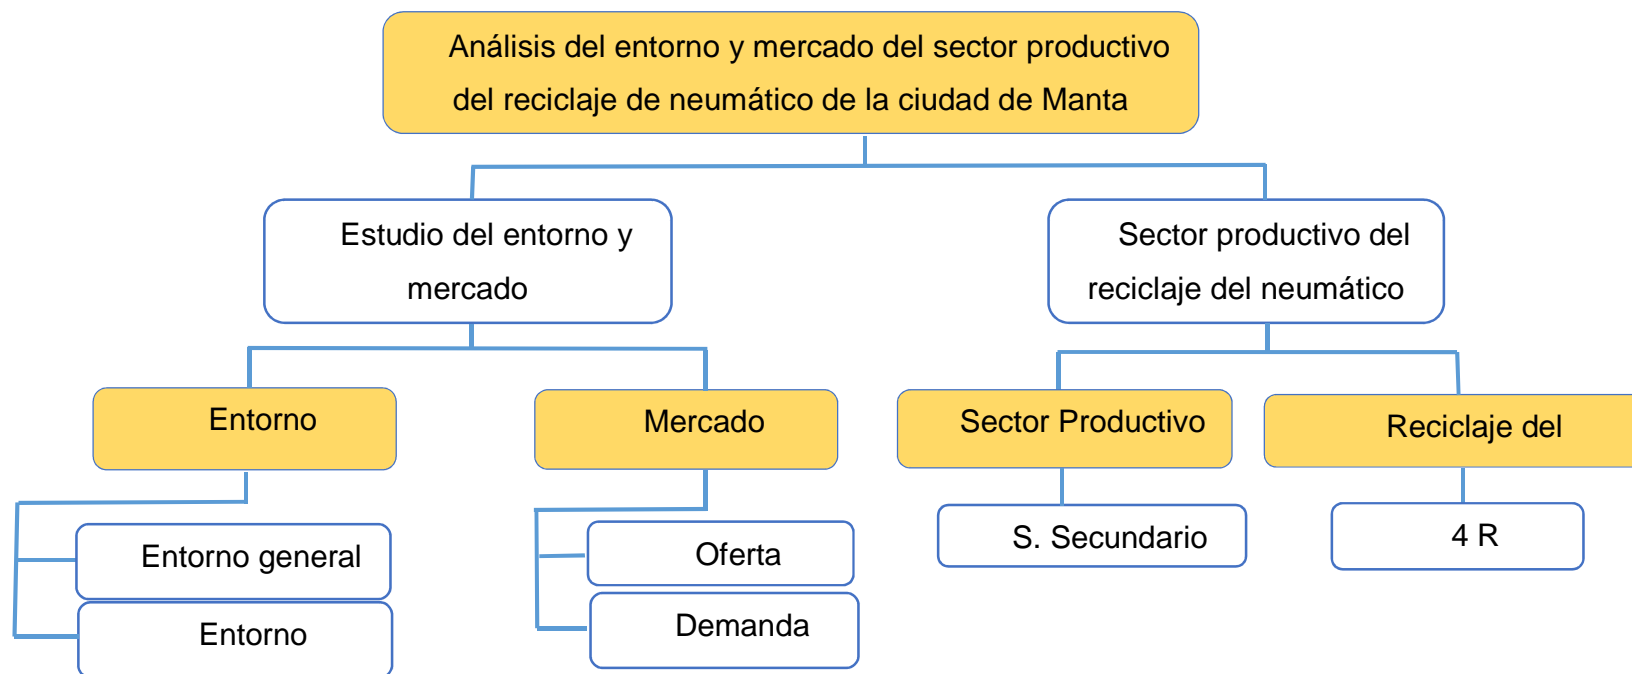 Análisis del entorno y mercado del sector productivo
del reciclaje de neumático de la ciudad de Manta
Estudio del entorno y
mercado
Sector productivo del
reciclaje del neumático
Entorno
Mercado
Sector Productivo
Reciclaje del
Entorno general
Entorno
Oferta
Demanda
S. Secundario
4 R